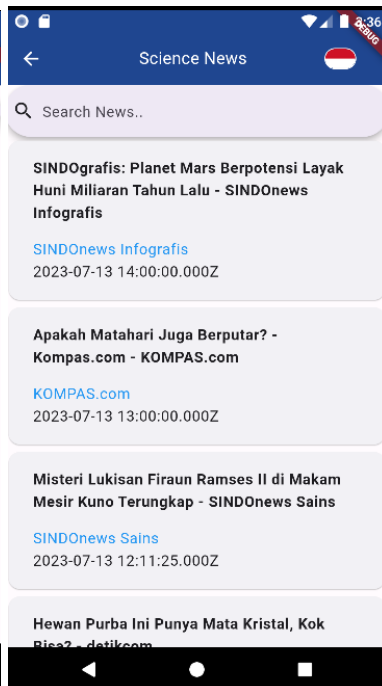 3:36
DEBUG
Science News
Search News..
SINDOgrafis: Planet Mars Berpotensi Layak
Huni Miliaran Tahun Lalu - SINDOnews
Infografis
SINDOnews Infografis
2023-07-13 14:00:00.000Z
Apakah Matahari Juga Berputar? -
Kompas.com - KOMPAS.com
KOMPAS.com
2023-07-13 13:00:00.000Z
Misteri Lukisan Firaun Ramses II di Makam
Mesir Kuno Terungkap - SINDOnews Sains
SINDOnews Sains
2023-07-13 12:11:25.000Z
Hewan Purba Ini Punya Mata Kristal, Kok
Bisa? - detikcom